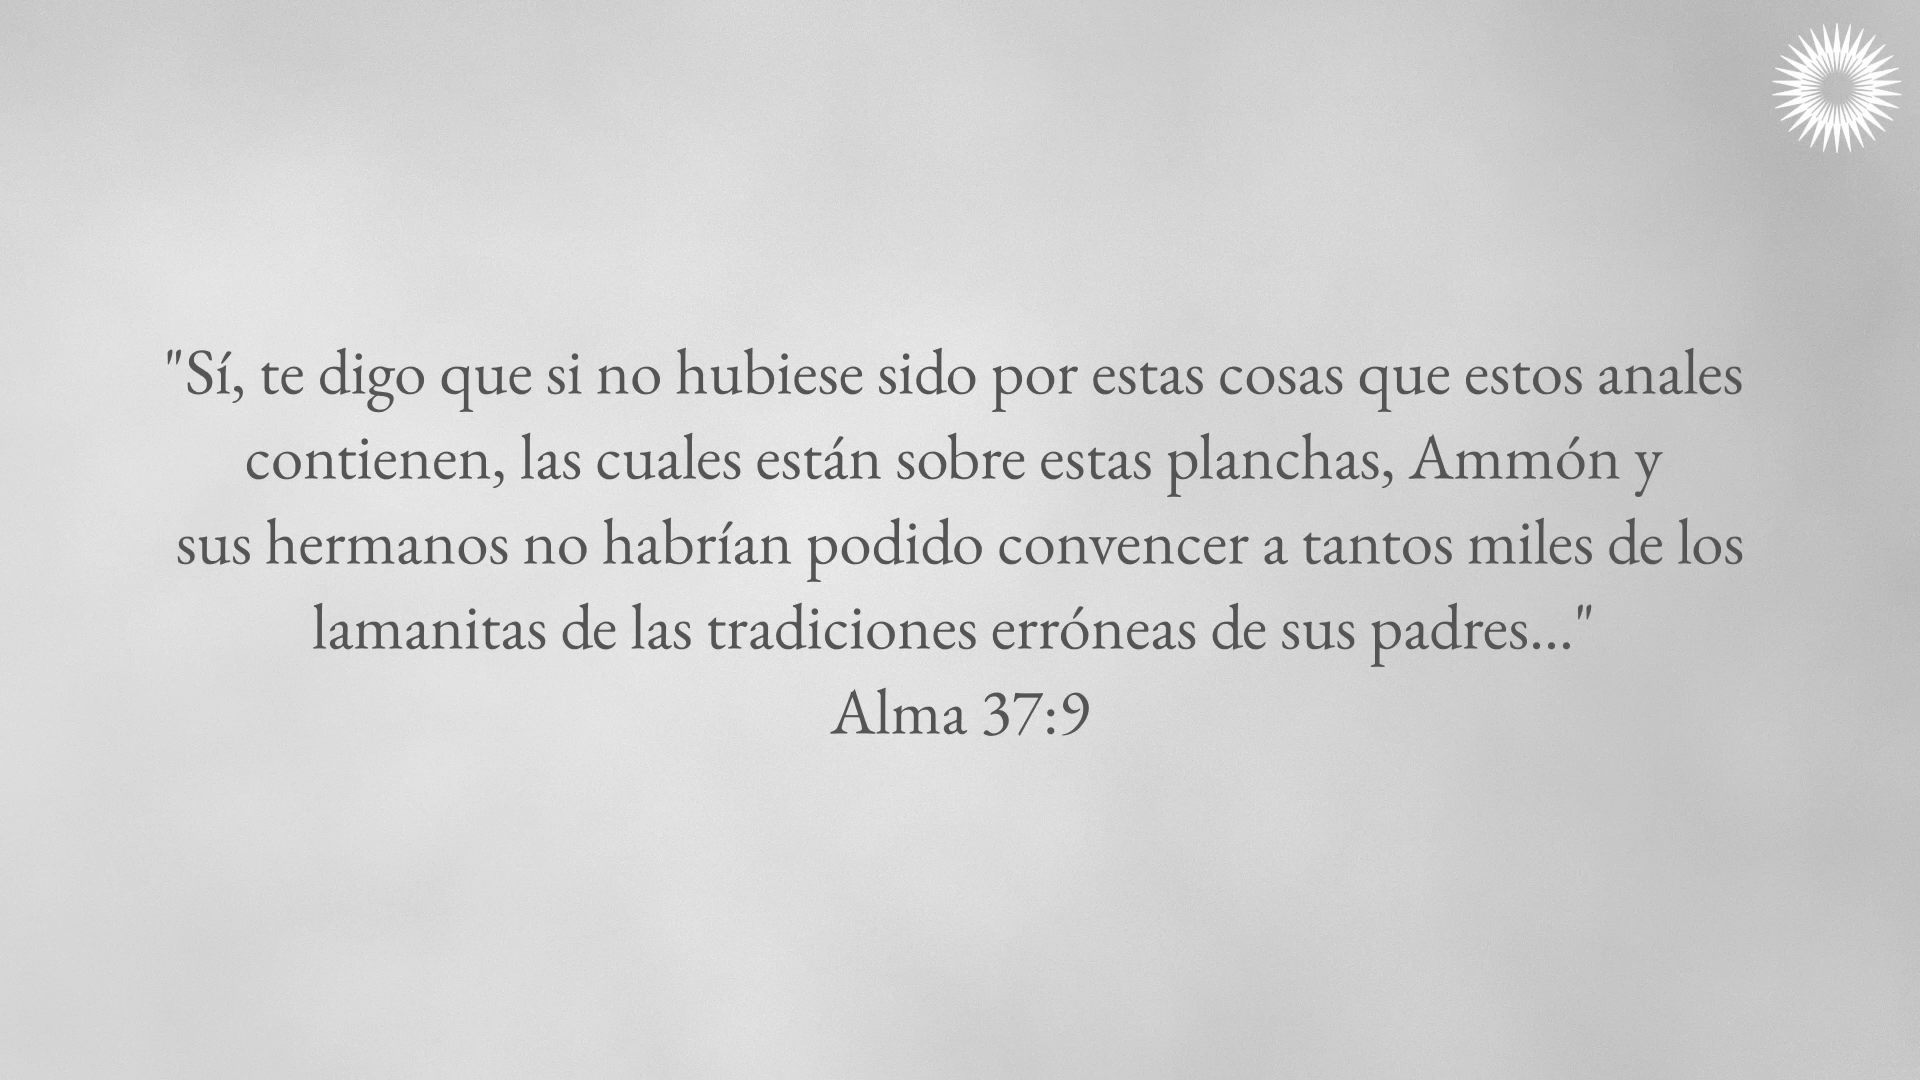 "Sí, te digo que si no hubiese sido por estas cosas que estos anales
contienen, las cuales están sobre estas planchas, Ammón y
sus hermanos no habrían podido convencer a tantos miles de los
lamanitas de las tradiciones erróneas de sus padres..."
Alma 37:9